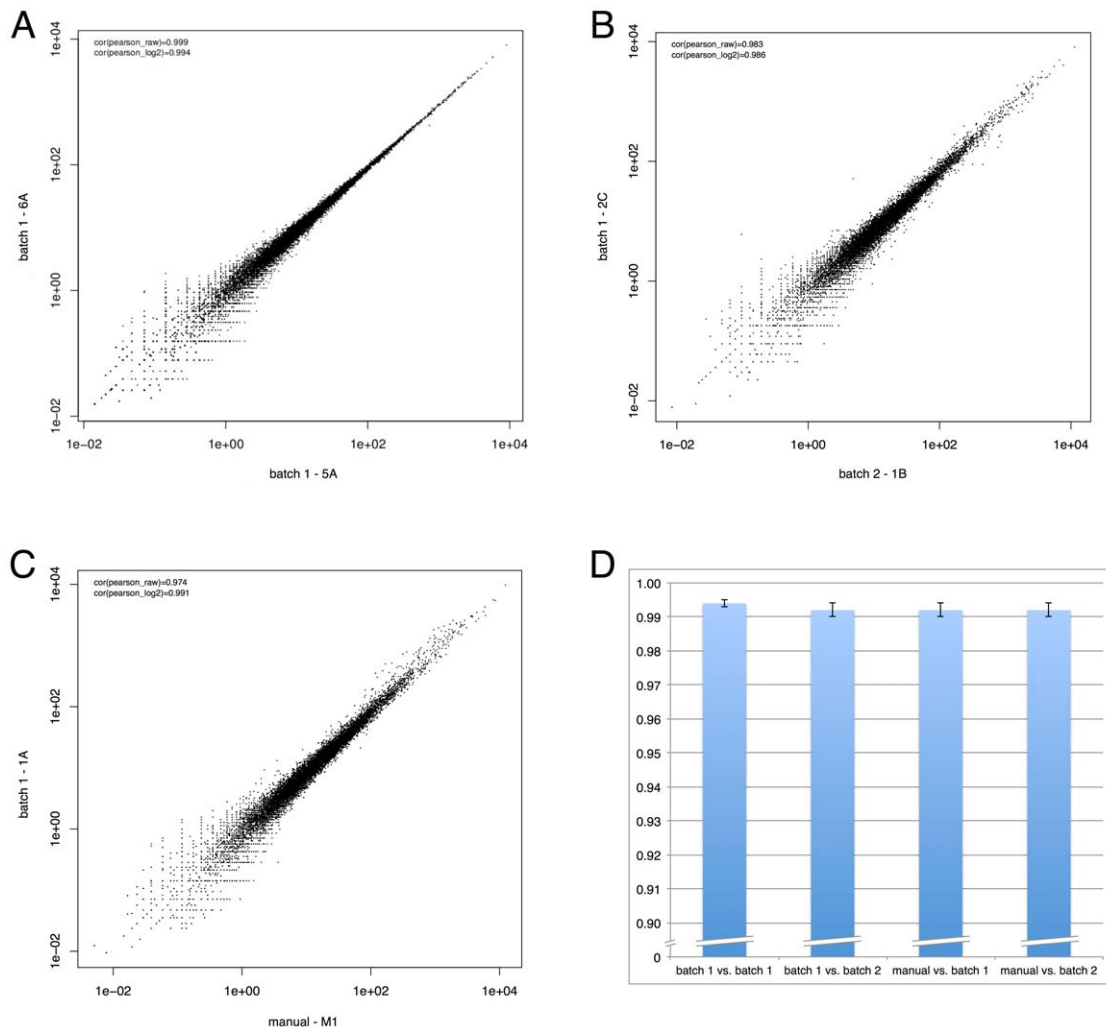 A
cor(pearson_raw)=0.999
cor(pearson_log2)=0.994
1e+04
1e+02
1e+00
1e-02
batch 1 - 6A
1e-02 1e+00 1e+02 1e+04
batch 1 - 5A
B
cor(pearson_raw)=0.983
cor(pearson_log2)=0.986
1e+04
1e+02
1e+00
1e-02
batch 1 - 2C
1e-02 1e+00 1e+02 1e+04
batch 2 - 1B
C
cor(pearson_raw)=0.974
cor(pearson_log2)=0.991
1e+04
1e+02
1e+00
1e-02
batch 1 - 1A
1e-02 1e+00 1e+02 1e+04
manual - M1
D
1.00
0.99
0.98
0.97
0.96
0.95
0.94
0.93
0.92
0.91
0.90
0
batch 1 vs. batch 1 batch 1 vs. batch 2 manual vs. batch 1 manual vs. batch 2